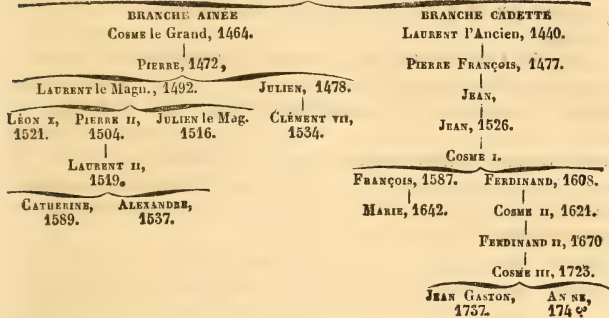 BRANCHE AINÉE
COSME le Grand, 1464.
PIERRE, 1472,
LAURENT le Magn., 1492. JULIEN, 1478.
LÉON X, PIERRE II, JULIEN le Mag. CLÉMENT VII,
1521. 1504. 1516. 1534.
LAURENT II,
1519.
CATHERINE, ALEXANDRE,
1589. 1537.
BRANCHE CADETTE
LAURENT l'Ancien, 1440.
PIERRE FRANÇOIS, 1477.
JEAN,
JEAN, 1526.
COSME I.
FRANÇOIS, 1587. FERDINAND, 1608.
MARIE, 1642. COSME II, 1621.
FERDINAND II, 1670
COSME III, 1723.
JEAN GASTON, ANNE,
1737.